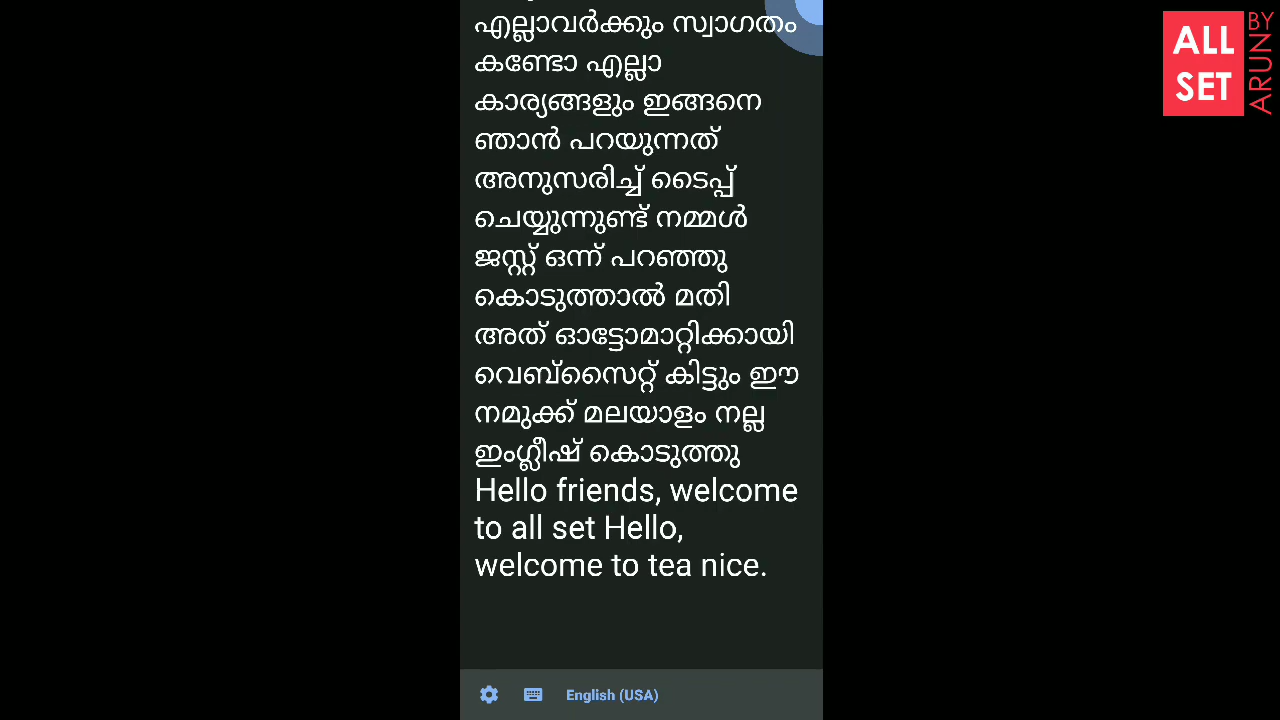 എല്ലാവർക്കും സ്വാഗതം
കണ്ടോ എല്ലാ
കാര്യങ്ങളും ഇങ്ങനെ
ഞാൻ പറയുന്നത്
അനുസരിച്ച് ടൈപ്പ്
ചെയ്യുന്നുണ്ട് നമ്മൾ
ജസ്റ്റ് ഒന്ന് പറഞ്ഞു
കൊടുത്താൽ മതി
അത് ഓട്ടോമാറ്റിക്കായി
വെബ്സൈറ്റ് കിട്ടും ഈ
നമുക്ക് മലയാളം നല്ല
ഇംഗ്ലീഷ് കൊടുത്തു
Hello friends, welcome
to all set Hello,
welcome to tea nice.
English (USA)
ALL
SET
BY
ARUN